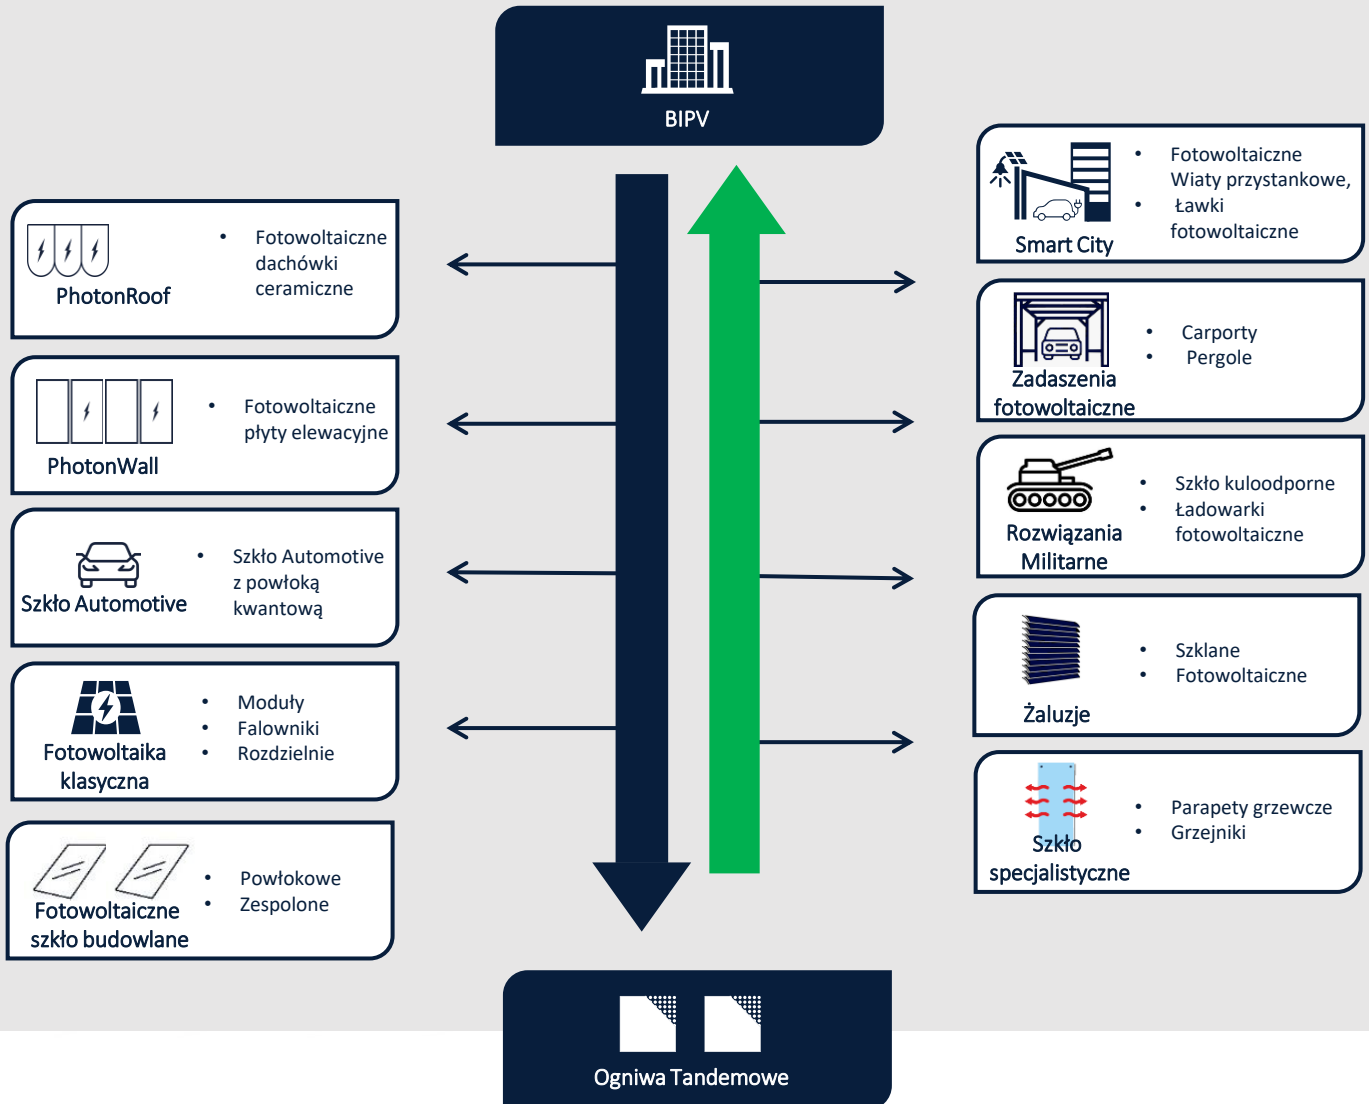 BIPV
PhotonRoof
• Fotowoltaiczne
dachówki
ceramiczne
PhotonWall
• Fotowoltaiczne
płyty elewacyjne
Szkło Automotive
• Szkło Automotive
z powłoką
kwantową
Fotowoltaika
klasyczna
• Moduły
• Falowniki
• Rozdzielnie
Fotowoltaiczne
szkło budowlane
• Powłokowe
• Zespolone
Smart City
• Fotowoltaiczne
Wiaty przystankowe,
• Ławki
fotowoltaiczne
Zadaszenia
fotowoltaiczne
• Carporty
• Pergole
Rozwiązania
Militarne
• Szkło kuloodporne
• Ładowarki
fotowoltaiczne
Żaluzje
• Szklane
• Fotowoltaiczne
Szkło
specjalistyczne
• Parapety grzewcze
• Grzejniki
Ogniwa Tandemowe